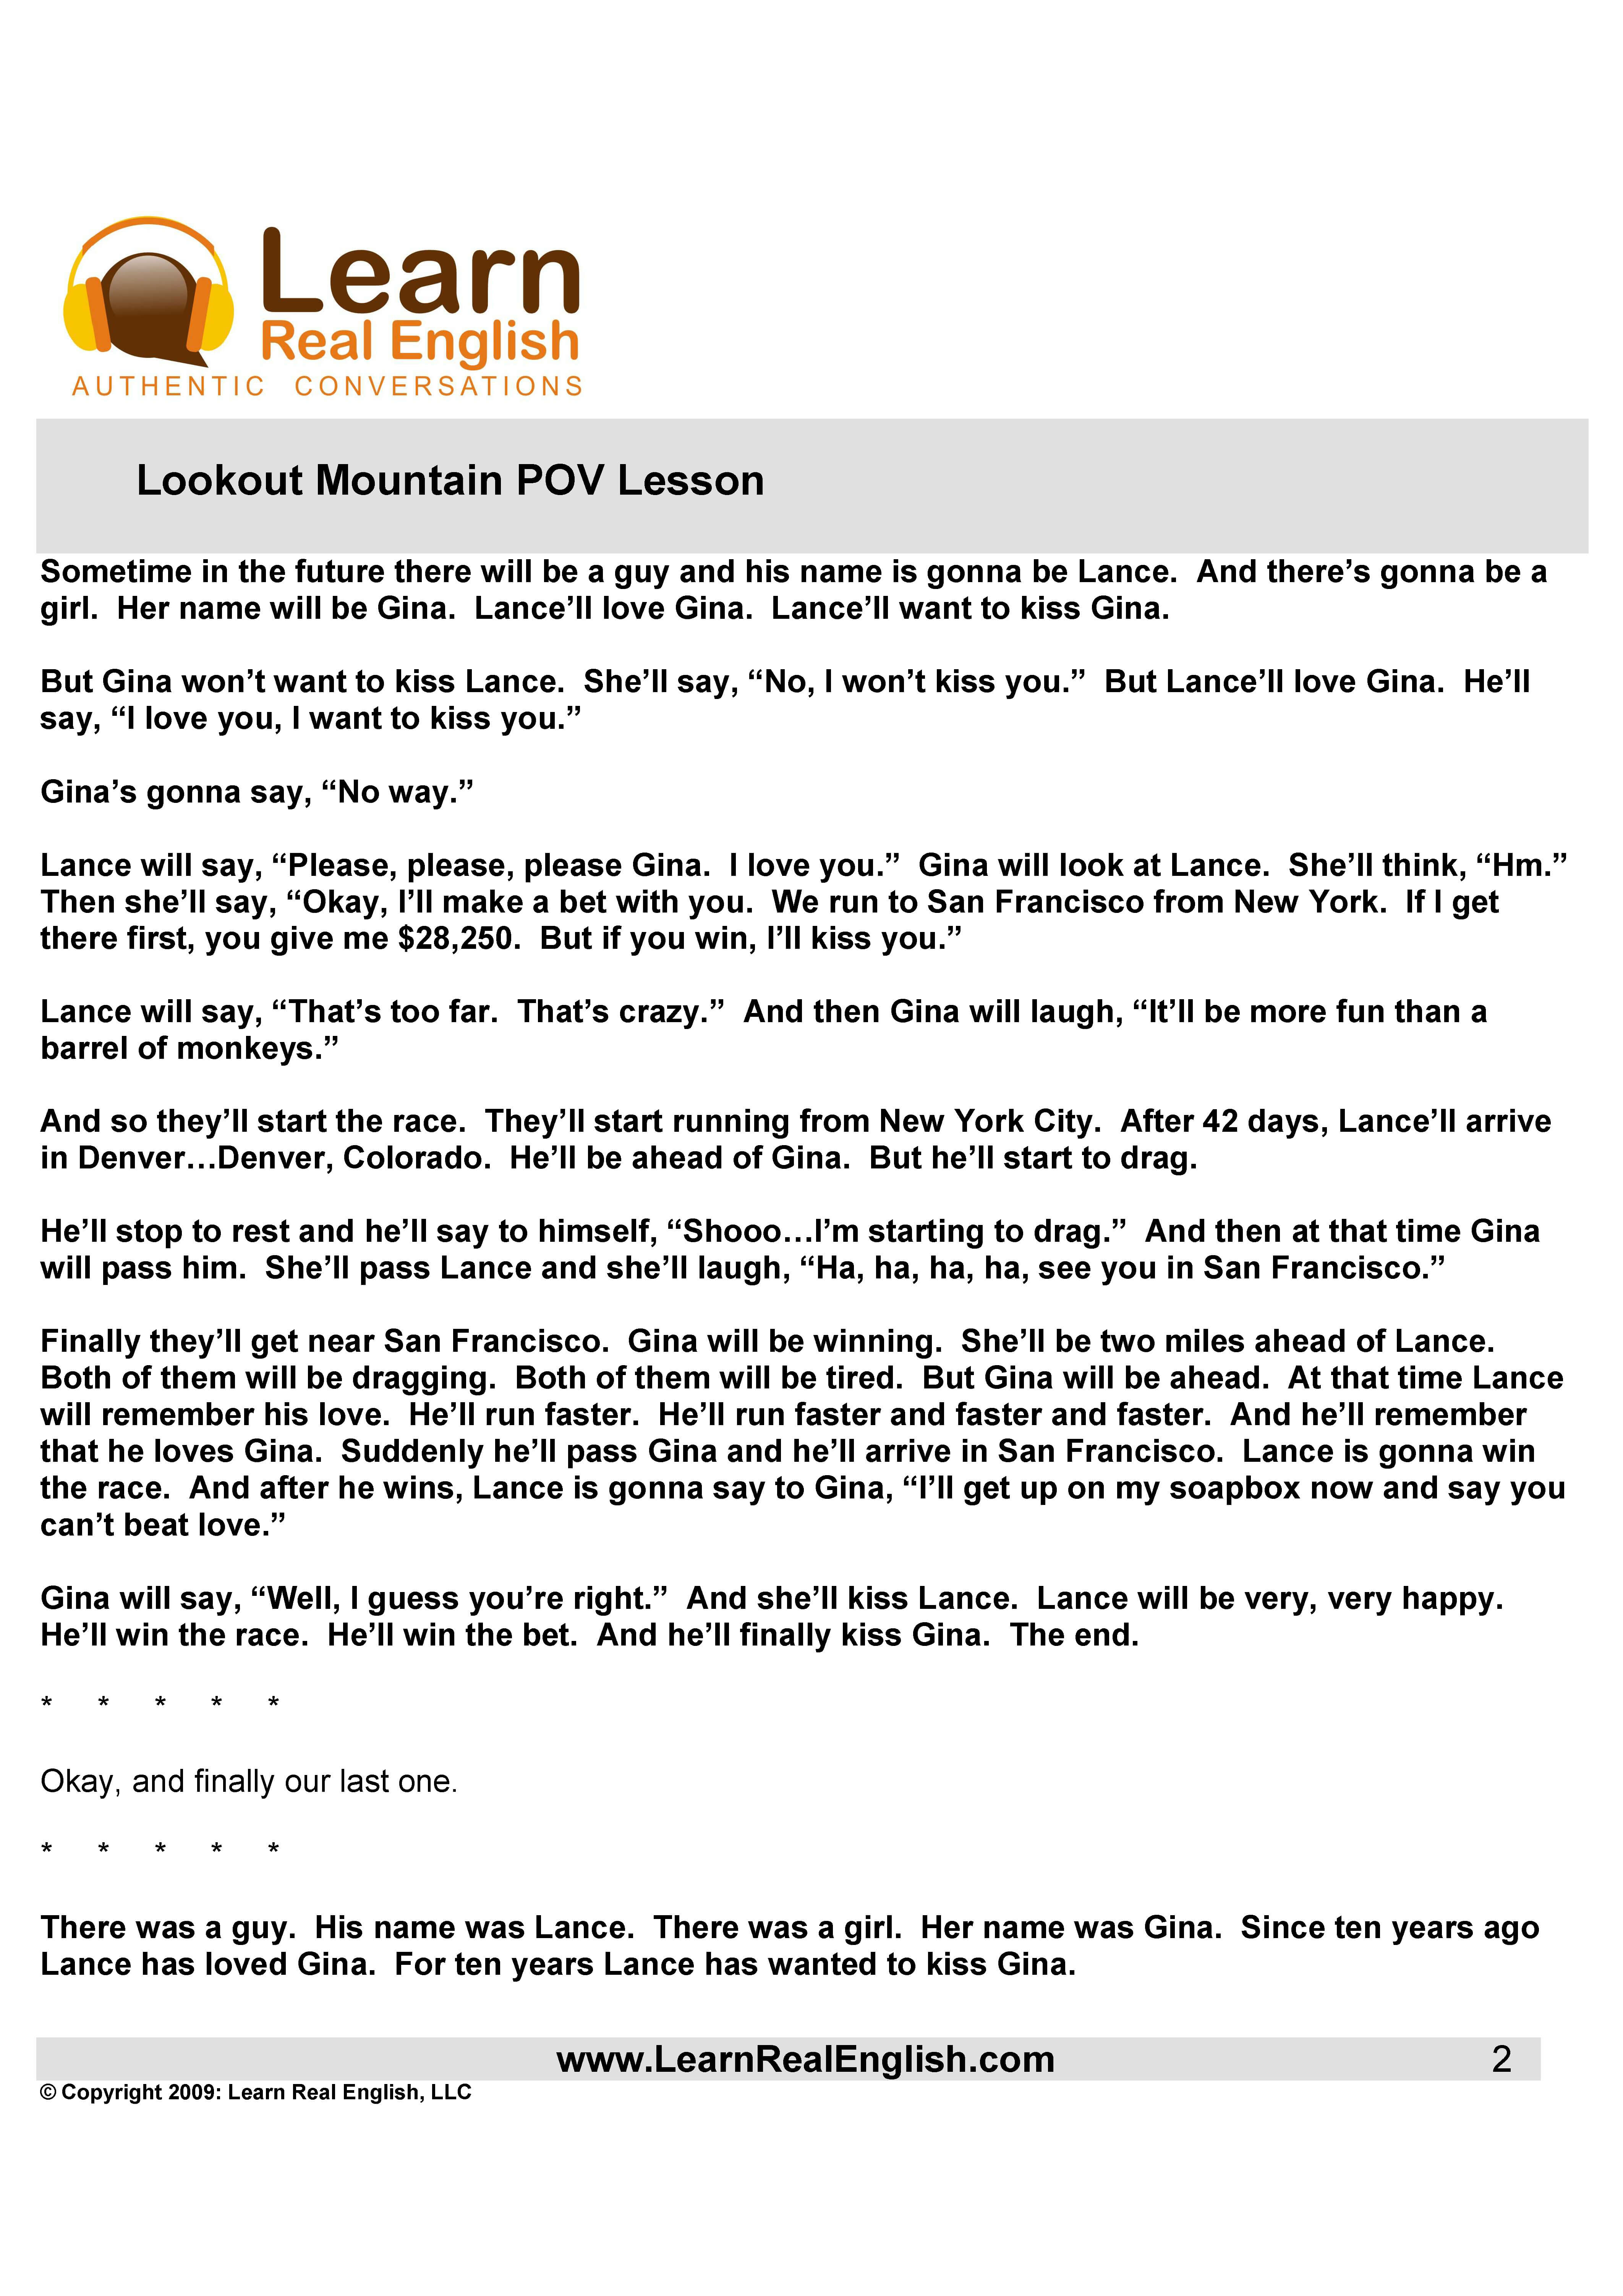 Learn
Real English
AUTHENTIC CONVERSATIONS
Lookout Mountain POV Lesson
Sometime in the future there will be a guy and his name is gonna be Lance.  And there’s gonna be a
girl.  Her name will be Gina.  Lance’ll love Gina.  Lance’ll want to kiss Gina.
But Gina won’t want to kiss Lance.  She’ll say, “No, I won’t kiss you.”  But Lance’ll love Gina.  He’ll
say, “I love you, I want to kiss you.”
Gina’s gonna say, “No way.”
Lance will say, “Please, please, please Gina.  I love you.”  Gina will look at Lance.  She’ll think, “Hm.”
Then she’ll say, “Okay, I’ll make a bet with you.  We run to San Francisco from New York.  If I get
there first, you give me $28,250.  But if you win, I’ll kiss you.”
Lance will say, “That’s too far.  That’s crazy.”  And then Gina will laugh, “It’ll be more fun than a
barrel of monkeys.”
And so they’ll start the race.  They’ll start running from New York City.  After 42 days, Lance’ll arrive
in Denver…Denver, Colorado.  He’ll be ahead of Gina.  But he’ll start to drag.
He’ll stop to rest and he’ll say to himself, “Shooo…I’m starting to drag.”  And then at that time Gina
will pass him.  She’ll pass Lance and she’ll laugh, “Ha, ha, ha, ha, see you in San Francisco.”
Finally they’ll get near San Francisco.  Gina will be winning.  She’ll be two miles ahead of Lance.
Both of them will be dragging.  Both of them will be tired.  But Gina will be ahead.  At that time Lance
will remember his love.  He’ll run faster.  He’ll run faster and faster and faster.  And he’ll remember
that he loves Gina.  Suddenly he’ll pass Gina and he’ll arrive in San Francisco.  Lance is gonna win
the race.  And after he wins, Lance is gonna say to Gina, “I’ll get up on my soapbox now and say you
can’t beat love.”
Gina will say, “Well, I guess you’re right.”  And she’ll kiss Lance.  Lance will be very, very happy.
He’ll win the race.  He’ll win the bet.  And he’ll finally kiss Gina.  The end.
* * * * *
Okay, and finally our last one.
* * * * *
There was a guy.  His name was Lance.  There was a girl.  Her name was Gina.  Since ten years ago
Lance has loved Gina.  For ten years Lance has wanted to kiss Gina.
www.LearnRealEnglish.com 2
© Copyright 2009: Learn Real English, LLC